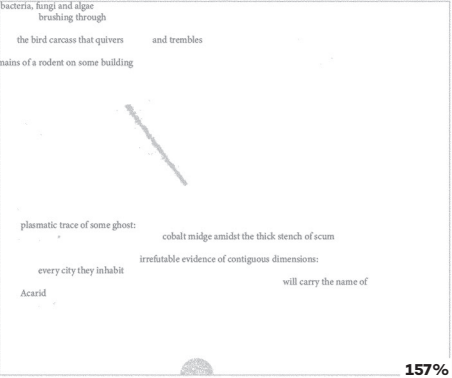 bacteria, fungi and algae
brushing through
the bird carcass that quivers and trembles
of a rodent on some building
plasmatic trace of some ghost:
cobalt midge amidst the thick stench of scum
irrefutable evidence of contiguous dimensions:
every city they inhabit
will carry the name of
Acarid
157%